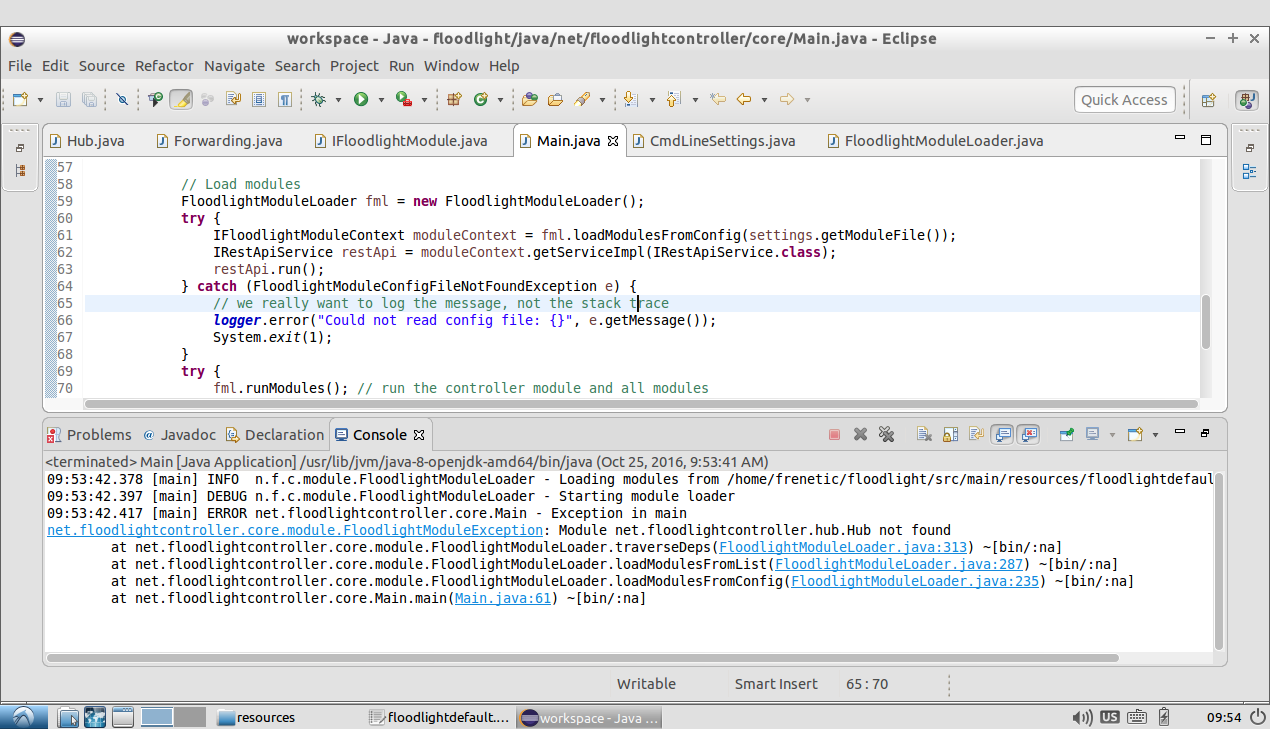 workspace - Java - floodlight/java/net/floodlightcontroller/core/Main.java - Eclipse
File Edit Source Refactor Navigate Search Project Run Window Help
Quick Access
Hub.java Forwarding.java IFloodlightModule.java Main.java CmdLineSettings.java FloodlightModuleLoader.java
57
58 // Load modules
59 FloodlightModuleLoader fml = new FloodlightModuleLoader();
60 try {
61 IFloodlightModuleContext moduleContext = fml.loadModulesFromConfig(settings.getModuleFile());
62 IRestApiService restApi = moduleContext.getServiceImpl(IRestApiService.class);
63 restApi.run();
64 } catch (FloodlightModuleConfigFileNotFoundException e) {
65 // we really want to log the message, not the stack trace
66 logger.error("Could not read config file: {}", e.getMessage());
67 System.exit(1);
68 }
69 try {
70 fml.runModules(); // run the controller module and all modules
Problems @ Javadoc Declaration Console
<terminated> Main [Java Application] /usr/lib/jvm/java-8-openjdk-amd64/bin/java (Oct 25, 2016, 9:53:41 AM)
09:53:42.378 [main] INFO n.f.c.module.FloodlightModuleLoader - Loading modules from /home/frenetic/floodlight/src/main/resources/floodlightdefaul
09:53:42.397 [main] DEBUG n.f.c.module.FloodlightModuleLoader - Starting module loader
09:53:42.417 [main] ERROR net.floodlightcontroller.core.Main - Exception in main
net.floodlightcontroller.core.module.FloodlightModuleException: Module net.floodlightcontroller.hub.Hub not found
at net.floodlightcontroller.core.module.FloodlightModuleLoader.traverseDeps(FloodlightModuleLoader.java:313) ~[bin/:na]
at net.floodlightcontroller.core.module.FloodlightModuleLoader.loadModulesFromList(FloodlightModuleLoader.java:287) ~[bin/:na]
at net.floodlightcontroller.core.module.FloodlightModuleLoader.loadModulesFromConfig(FloodlightModuleLoader.java:235) ~[bin/:na]
at net.floodlightcontroller.core.Main.main(Main.java:61) ~[bin/:na]
Writable Smart Insert 65 : 70
resources floodlightdefault.... workspace - Java ... US 09:54